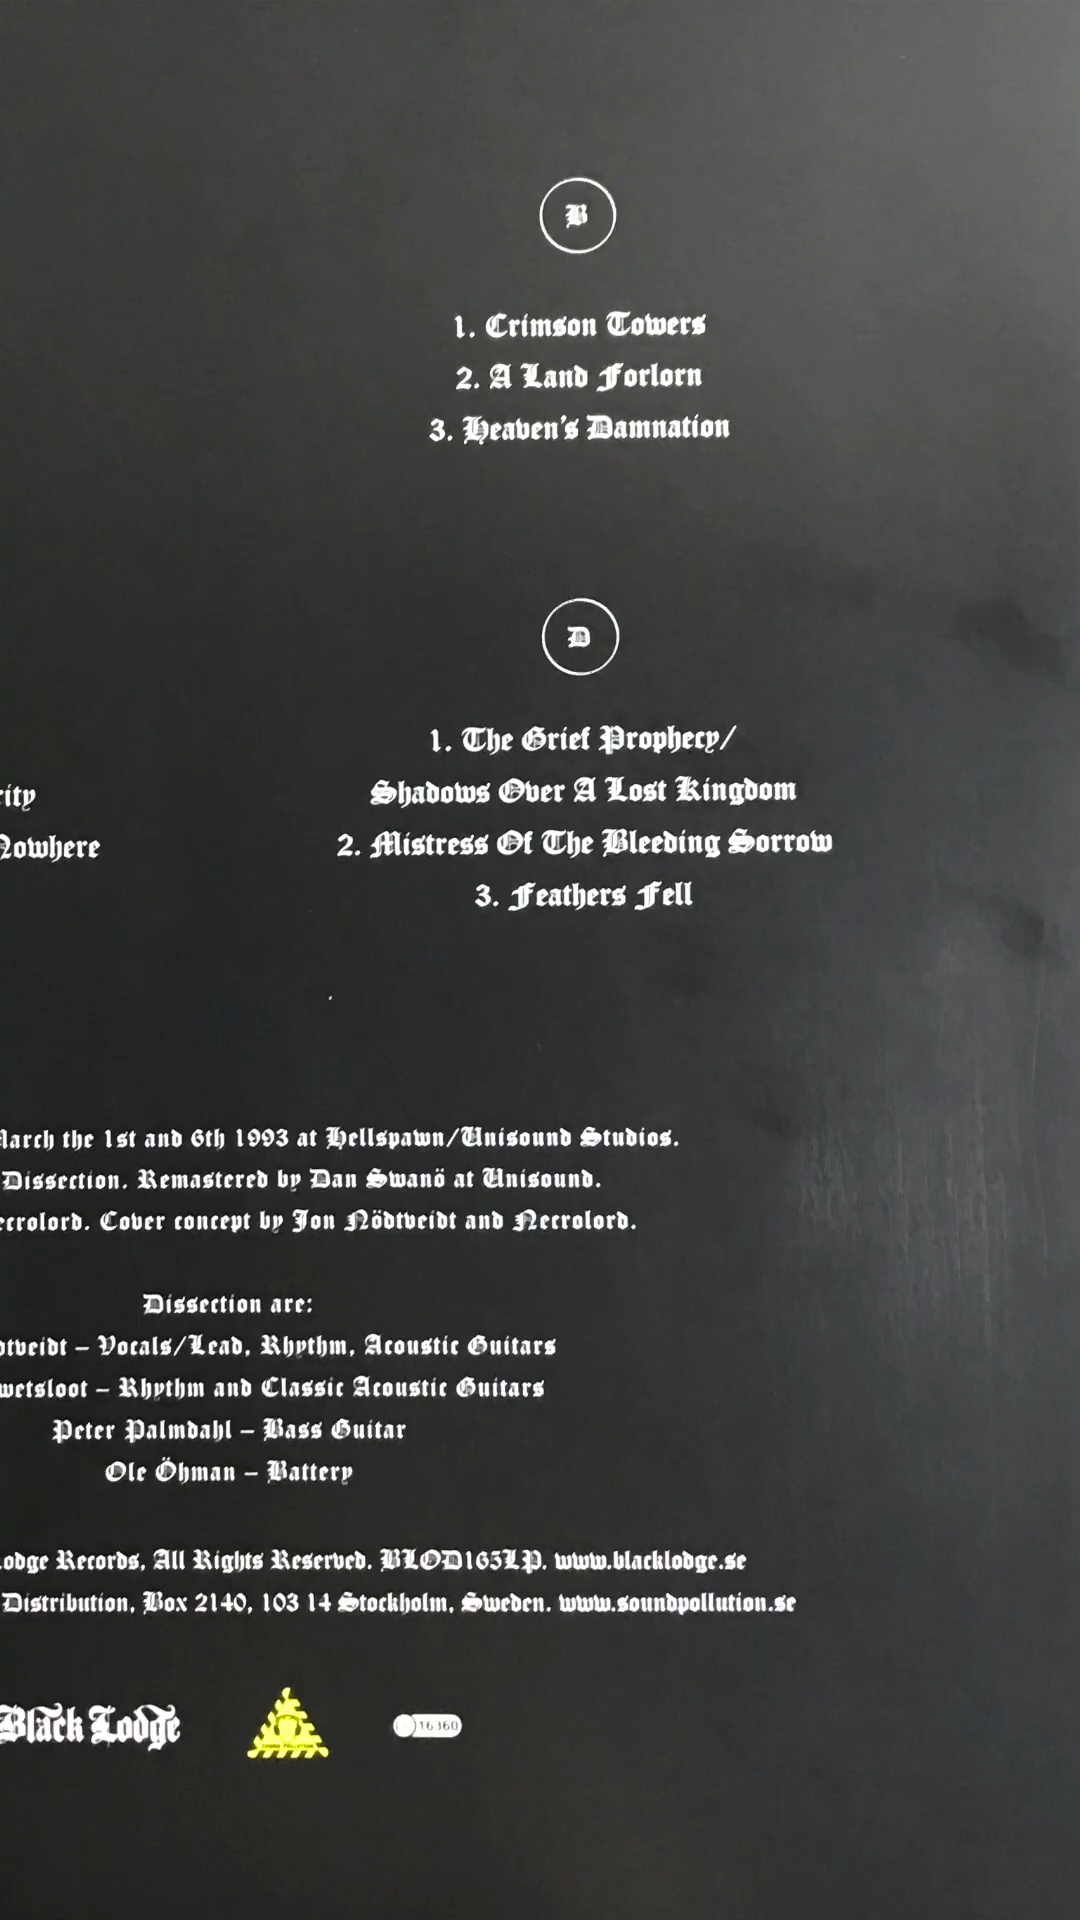 B
1. Crimson Towers
2. A Land Forlorn
3. Heaven's Damnation
D
1. The Grief Prophecy/
Shadows Over A Lost Kingdom
2. Mistress Of The Bleeding Sorrow
3. Feathers Fell
rity
Nowhere
March the 1st and 6th 1993 at Hellspawn/Unisound Studios.
Dissection. Remastered by Dan Swanö at Unisound.
ecrolord. Cover concept by Jon Nödtveidt and Necrolord.
Dissection are:
dtveidt – Vocals/Lead, Rhythm, Acoustic Guitars
wetsloot – Rhythm and Classic Acoustic Guitars
Peter Palmdahl – Bass Guitar
Ole Öhman – Battery
odge Records, All Rights Reserved. BLOD165LP. www.blacklodge.se
Distribution, Box 2140, 103 14 Stockholm, Sweden. www.soundpollution.se
Black Lodge
16360